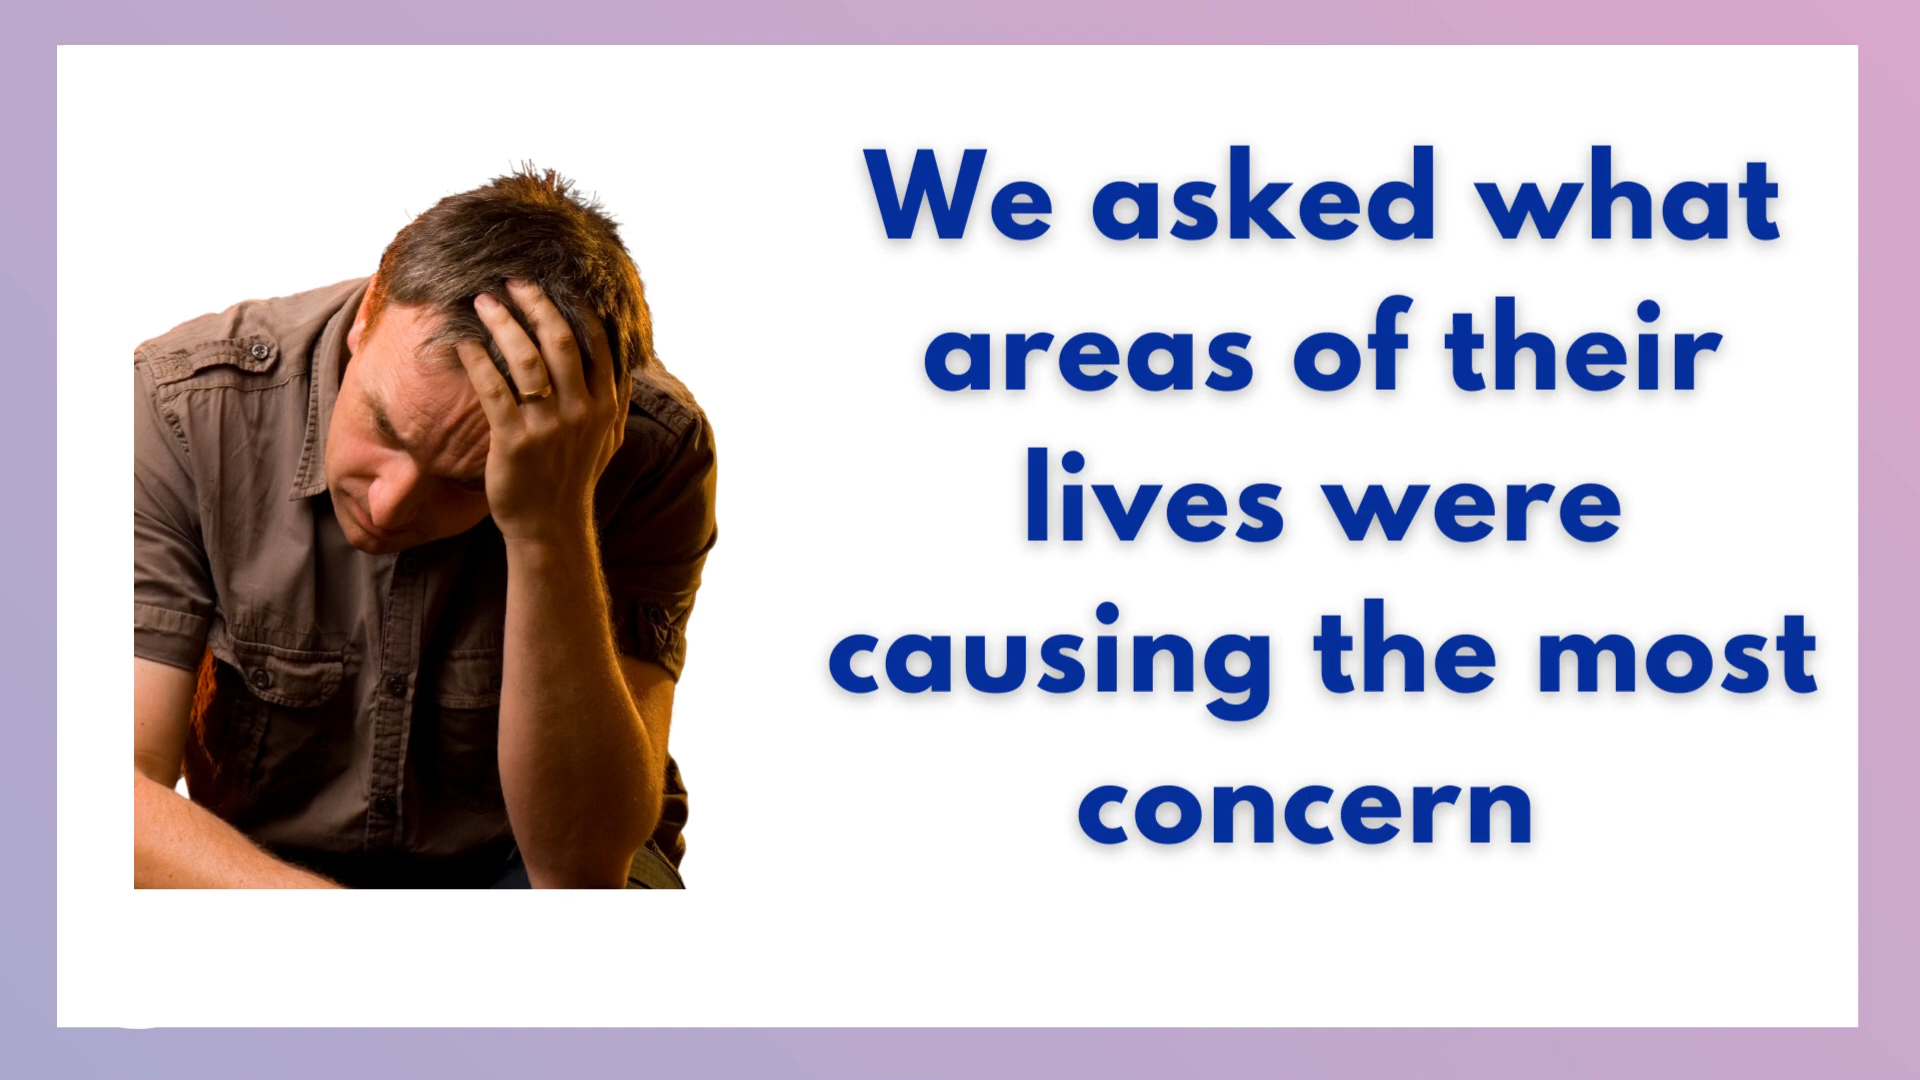 We asked what
areas of their
lives were
causing the most
concern